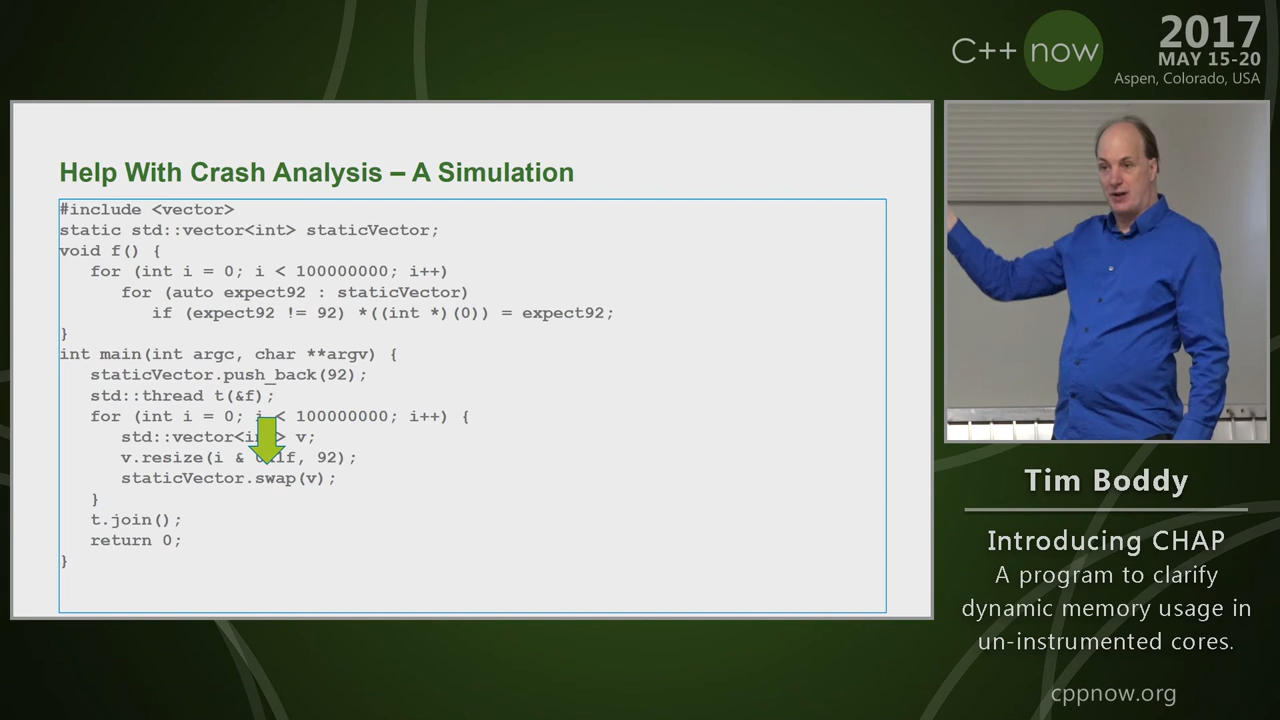 C++ now
2017
MAY 15-20
Aspen, Colorado, USA
Help With Crash Analysis – A Simulation
#include <vector>
static std::vector<int> staticVector;
void f() {
for (int i = 0; i < 100000000; i++)
for (auto expect92 : staticVector)
if (expect92 != 92) *((int *)(0)) = expect92;
}
int main(int argc, char **argv) {
staticVector.push_back(92);
std::thread t(&f);
for (int i = 0; i < 100000000; i++) {
std::vector<int> v;
v.resize(i & 92);
staticVector.swap(v);
}
t.join();
return 0;
}
Tim Boddy
Introducing CHAP
A program to clarify
dynamic memory usage in
un-instrumented cores.
cppnow.org